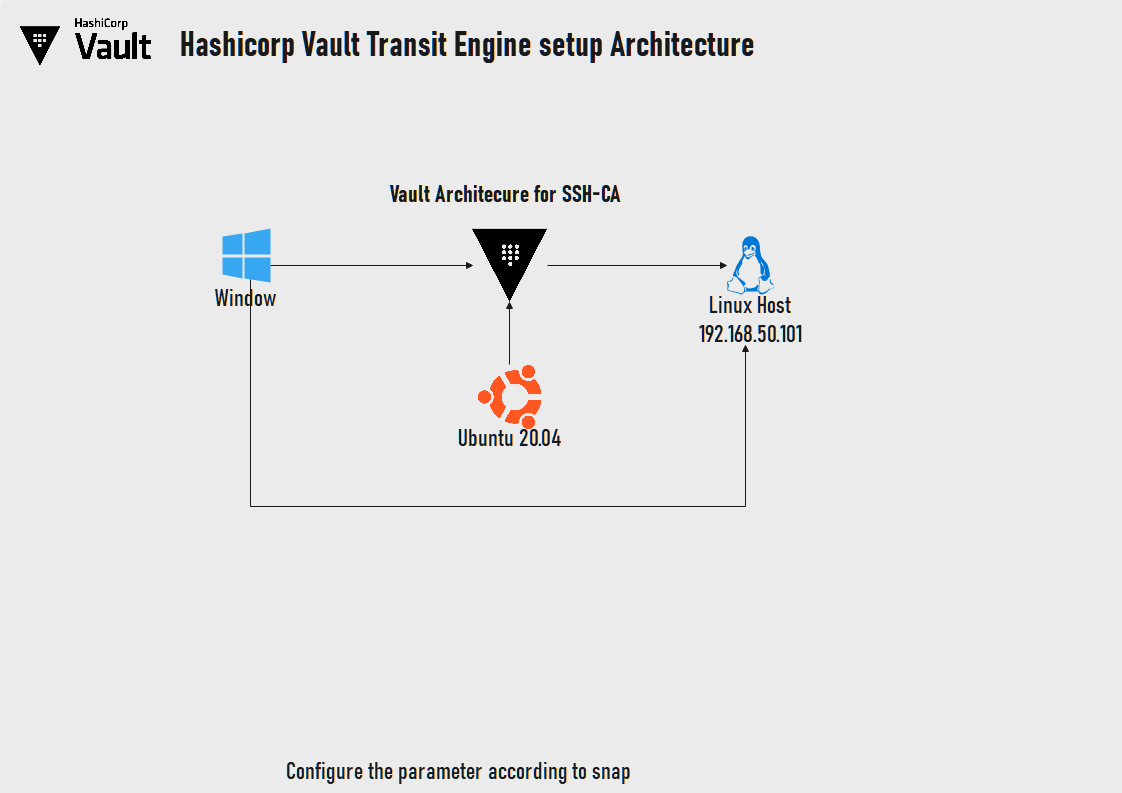 HashiCorp
Vault
Hashicorp Vault Transit Engine setup Architecture
Vault Architecure for SSH-CA
Window
Linux Host
192.168.50.101
Ubuntu 20.04
Configure the parameter according to snap